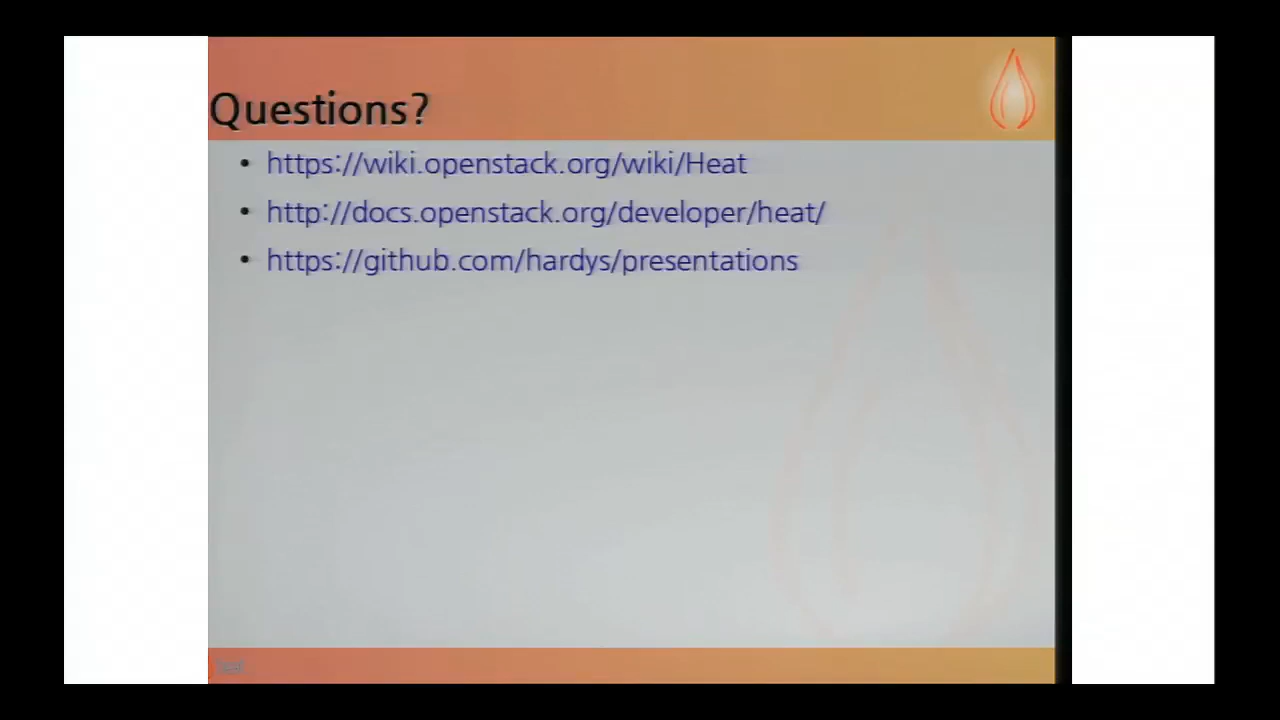 Questions?
• https://wiki.openstack.org/wiki/Heat
• http://docs.openstack.org/developer/heat/
• https://github.com/hardys/presentations